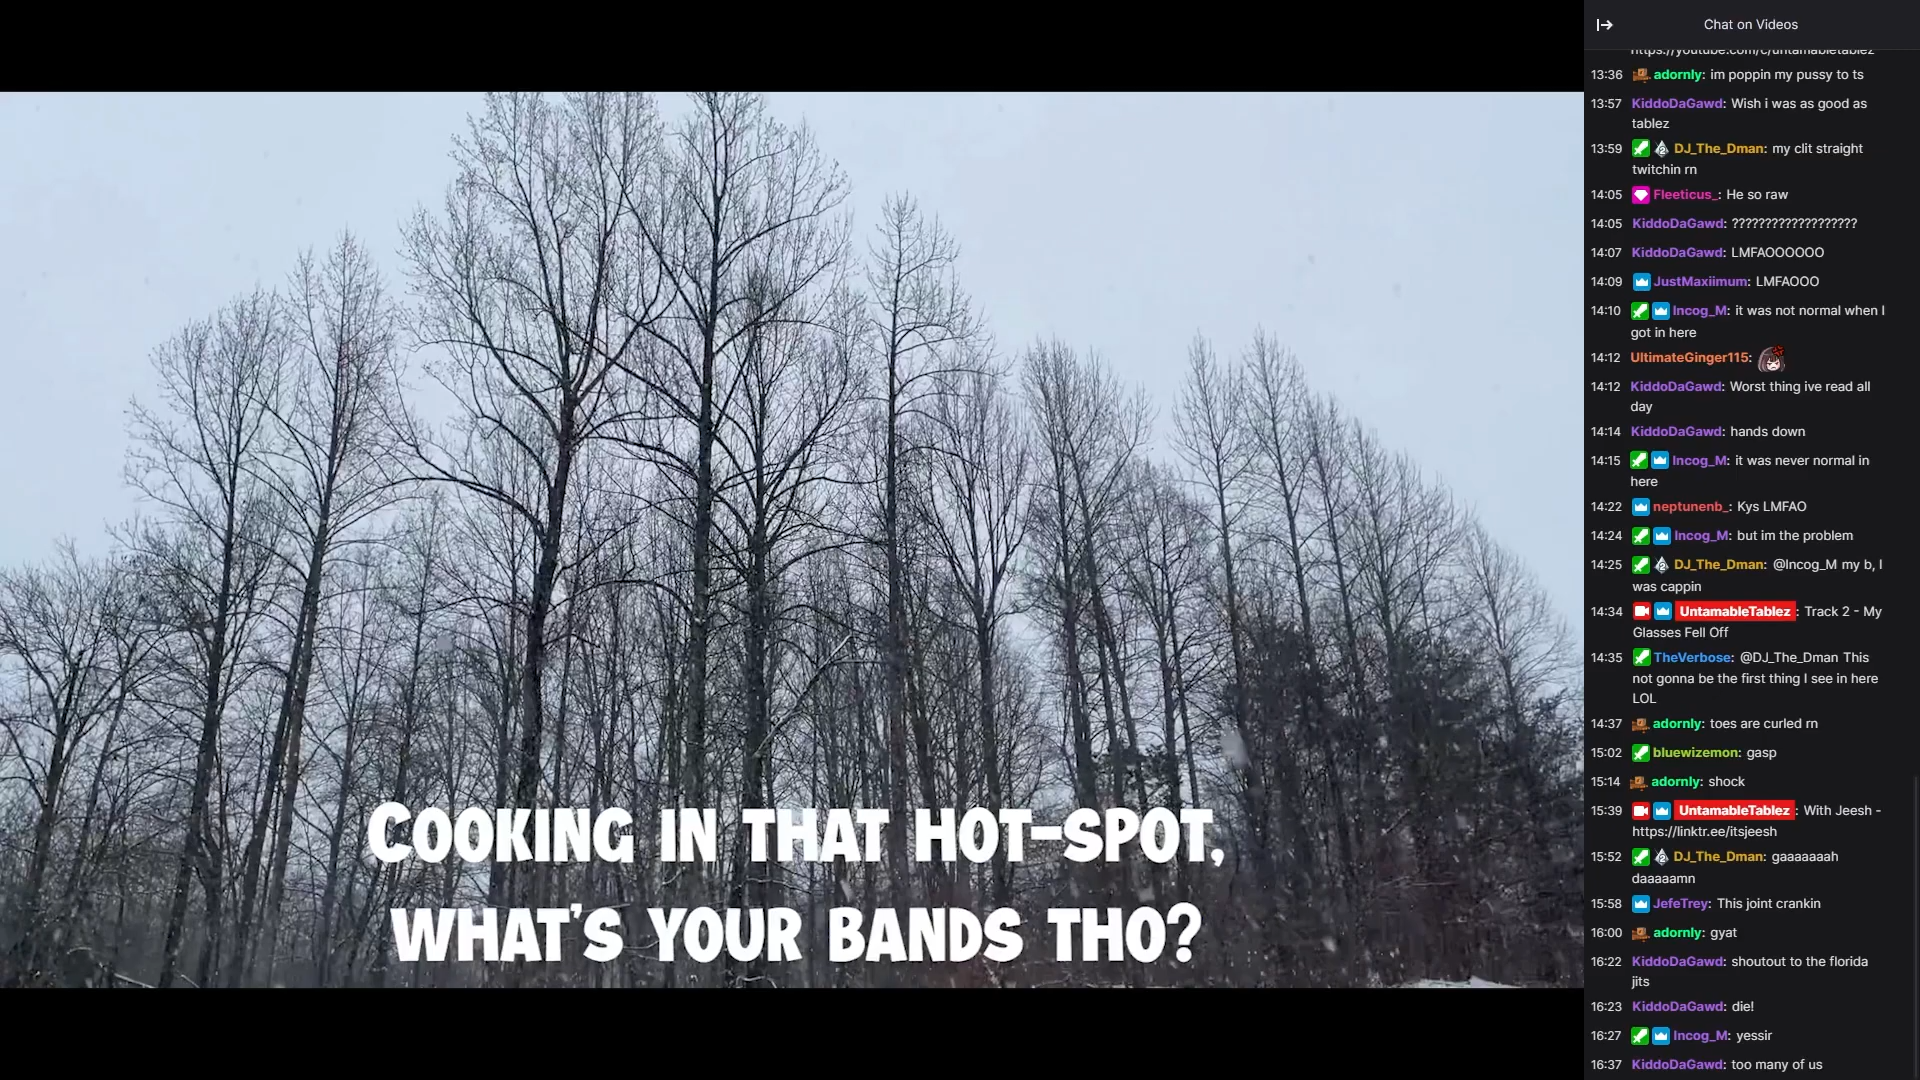 Chat on Videos
https://youtube.com/c/untamabletablez
13:36 adornly: im poppin my pussy to ts
13:57 KiddoDaGawd: Wish i was as good as
tablez
13:59 DJ_The_Dman: my clit straight
twitchin rn
14:05 Fleeticus_: He so raw
14:05 KiddoDaGawd: ???????????????????
14:07 KiddoDaGawd: LMFAOOOOOO
14:09 JustMaxiimum: LMFAOOO
14:10 Incog_M: it was not normal when I
got in here
14:12 UltimateGinger115:
14:12 KiddoDaGawd: Worst thing ive read all
day
14:14 KiddoDaGawd: hands down
14:15 Incog_M: it was never normal in
here
14:22 neptunenb_: Kys LMFAO
14:24 Incog_M: but im the problem
14:25 DJ_The_Dman: @Incog_M my b, I
was cappin
14:34 UntamableTablez: Track 2 - My
Glasses Fell Off
14:35 TheVerbose: @DJ_The_Dman This
not gonna be the first thing I see in here
LOL
14:37 adornly: toes are curled rn
15:02 bluewizemon: gasp
15:14 adornly: shock
15:39 UntamableTablez: With Jeesh -
https://linktr.ee/itsjeesh
15:52 DJ_The_Dman: gaaaaaaah
daaaaamn
15:58 JefeTrey: This joint crankin
16:00 adornly: gyat
16:22 KiddoDaGawd: shoutout to the florida
jits
16:23 KiddoDaGawd: die!
16:27 Incog_M: yessir
16:37 KiddoDaGawd: too many of us
COOKING IN THAT HOT-SPOT,
WHAT'S YOUR BANDS THO?